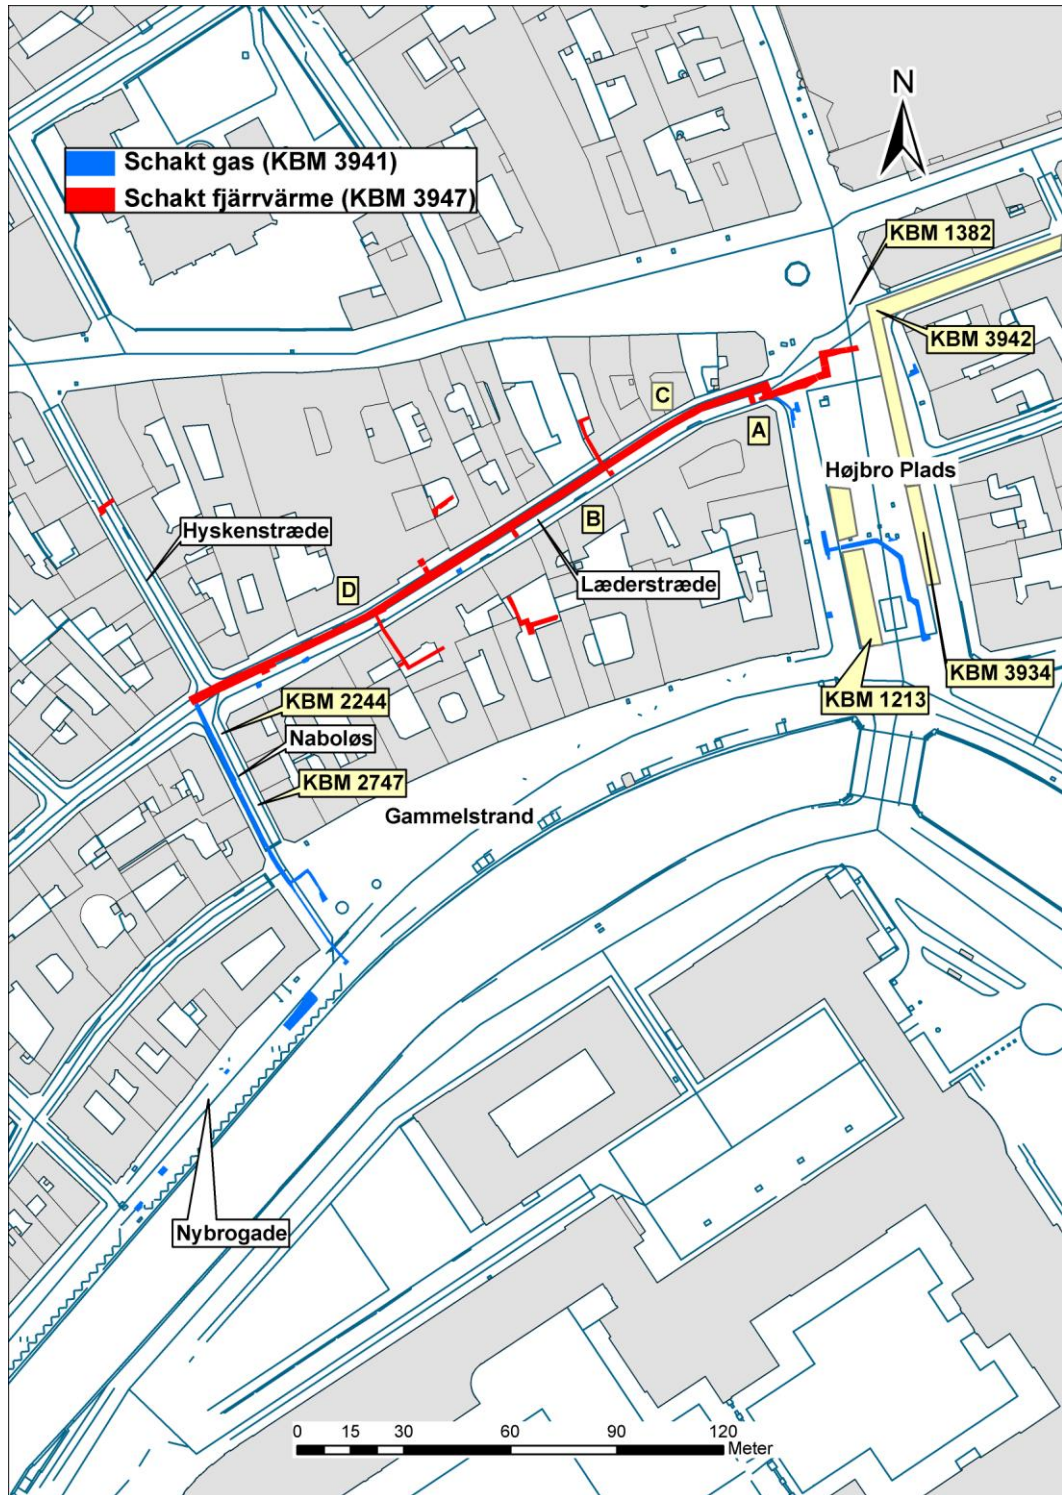 N
Schakt gas (KBM 3941)
Schakt fjärrvärme (KBM 3947)
KBM 1382
KBM 3942
C
A
Højbro Plads
Hyskenstræde
B
D
Læderstræde
KBM 3934
KBM 2244
KBM 1213
Naboløs
KBM 2747
Gammelstrand
Nybrogade
0 15 30 60 90 120
Meter